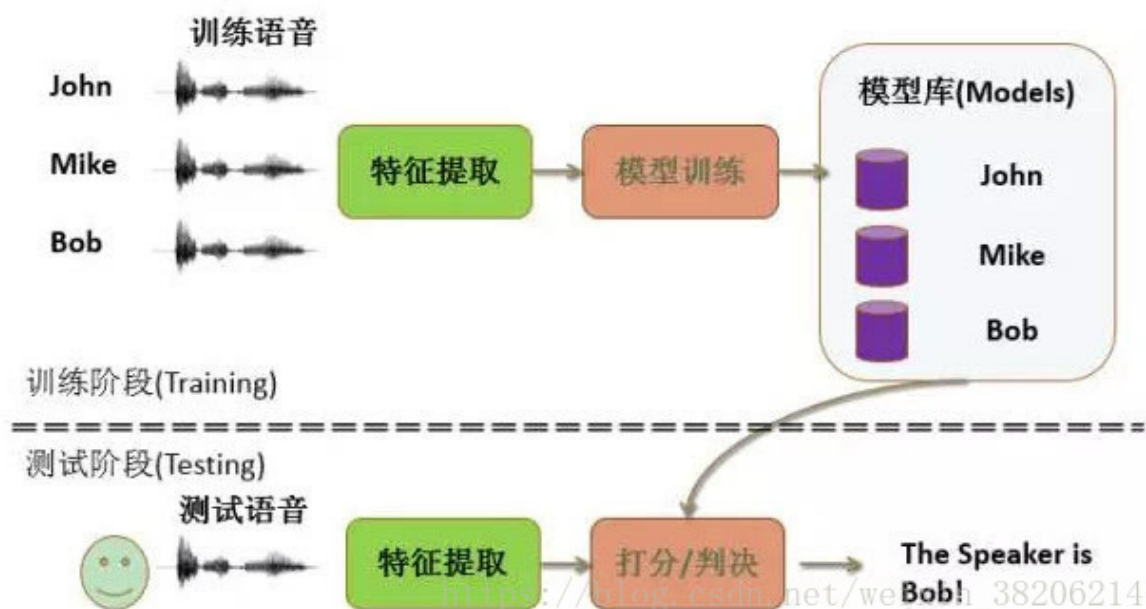 训练语音
John
Mike
Bob
特征提取
模型训练
模型库(Models)
John
Mike
Bob
训练阶段(Training)
测试阶段(Testing)
测试语音
特征提取
打分/判决
The Speaker is
Bob!